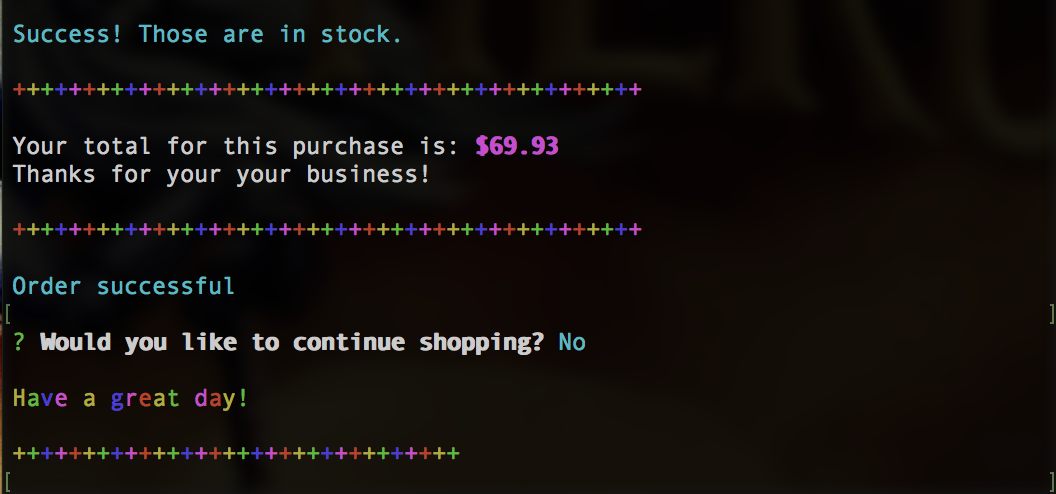 Success! Those are in stock.
+++++++++++++++++++++++++++++++++++++++++++++
Your total for this purchase is: $69.93
Thanks for your your business!
+++++++++++++++++++++++++++++++++++++++++++++
Order successful
[ ]
? Would you like to continue shopping? No
Have a great day!
++++++++++++++++++++++++++++++++
[ ]